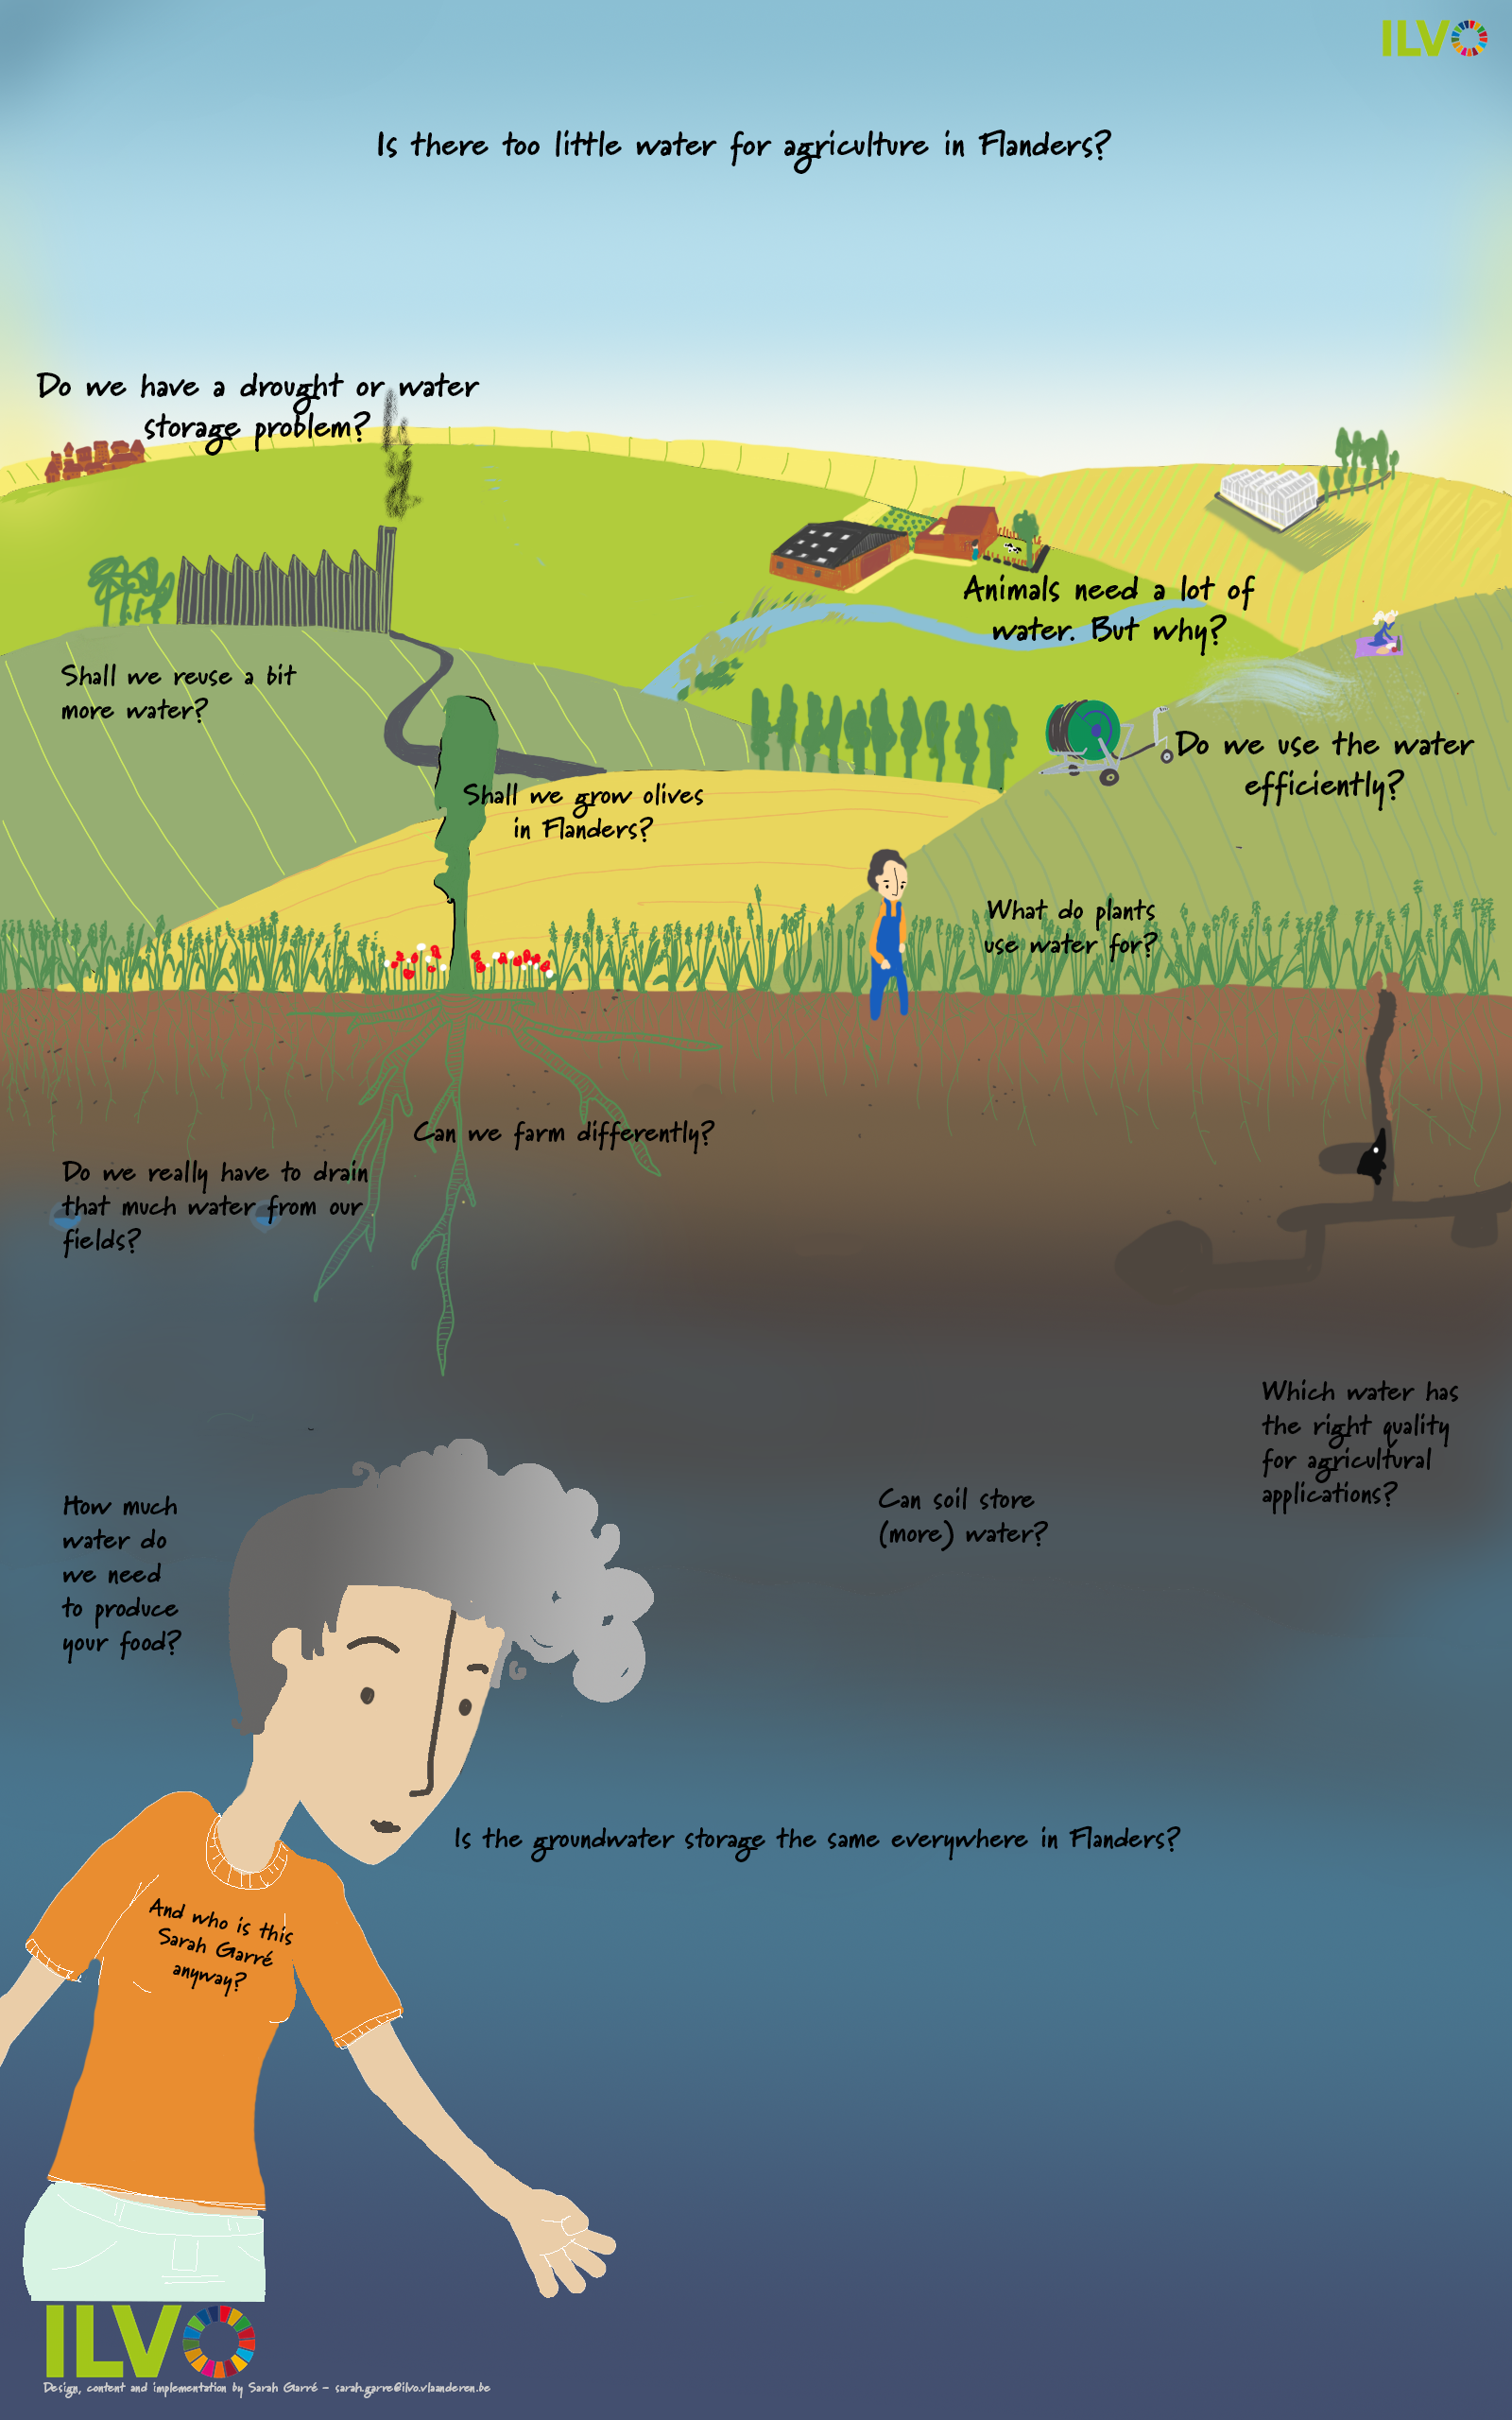 ILVO
Is there too little water for agriculture in Flanders?
Do we have a drought or water
storage problem?
Animals need a lot of
water. But why?
Shall we reuse a bit
more water?
Do we use the water
efficiently?
Shall we grow olives
in Flanders?
What do plants
use water for?
Can we farm differently?
Do we really have to drain
that much water from our
fields?
Which water has
the right quality
for agricultural
applications?
How much
water do
we need
to produce
your food?
Can soil store
(more) water?
Is the groundwater storage the same everywhere in Flanders?
And who is this
Sarah Garré
anyway?
ILVO
Design, content and implementation by Sarah Garré - sarah.garre@ilvo.vlaanderen.be